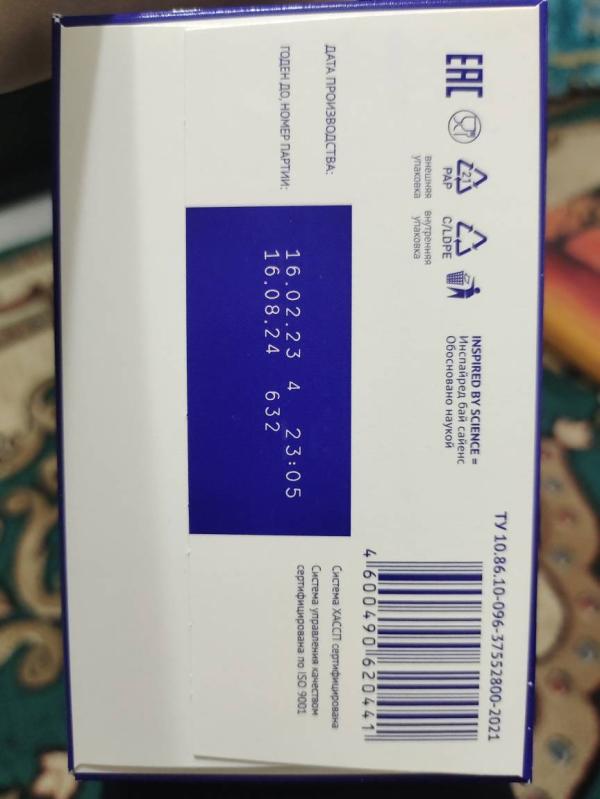 EAC
21
PAP
C/LDPE
внешняя
упаковка
внутренняя
упаковка
INSPIRED BY SCIENCE =
Инспайред бай сайенс
Обосновано наукой
ТУ 10.86.10-096-37552800-2021
4 600490 620441
ДАТА ПРОИЗВОДСТВА:
ГОДЕН ДО, НОМЕР ПАРТИИ:
16.02.23 4 23:05
16.08.24 632
Система ХАССП сертифицирована
Система управления качеством
сертифицирована по ISO 9001